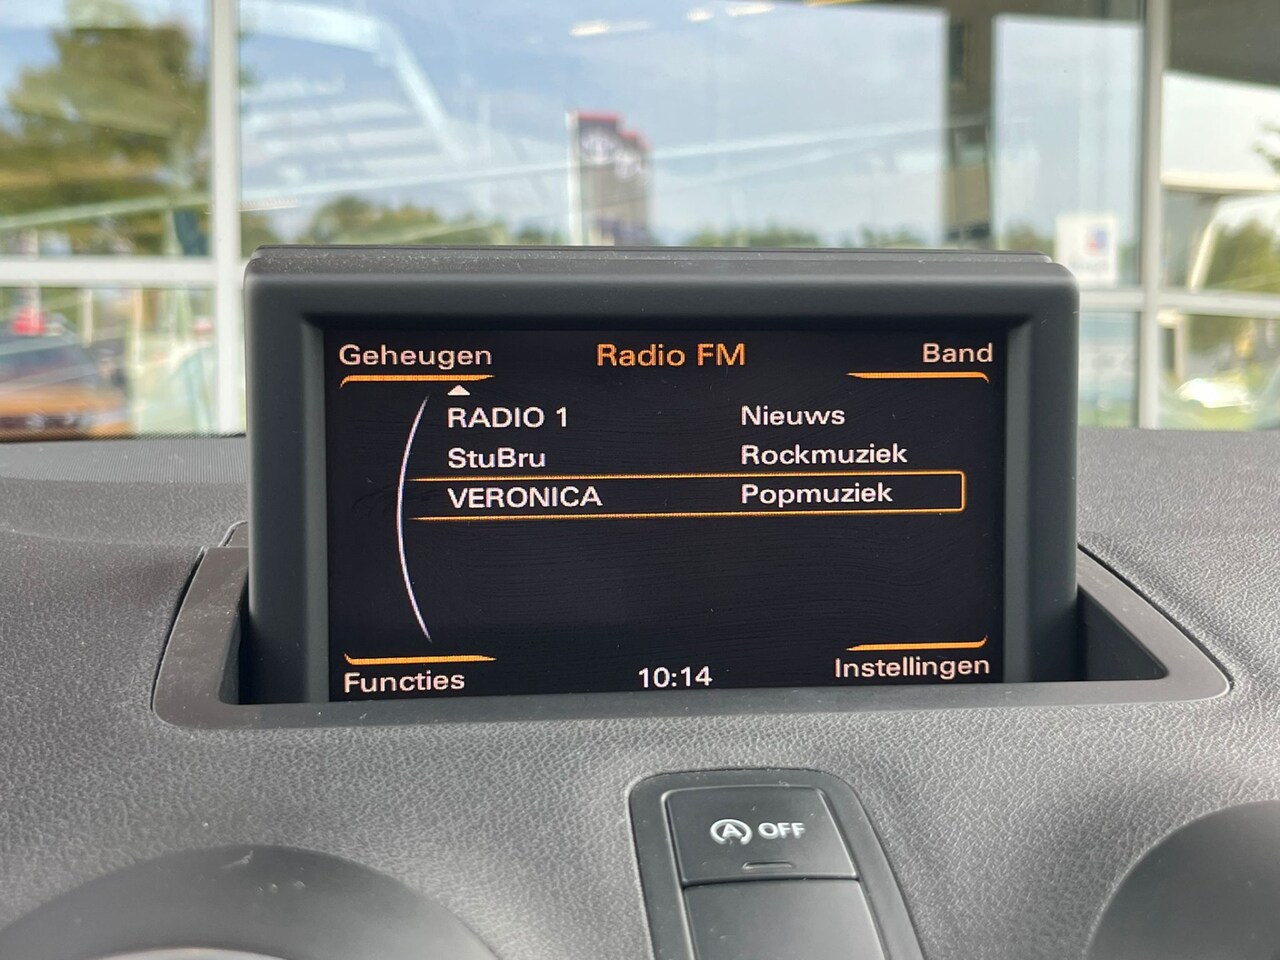 Geheugen Radio FM Band
RADIO 1 Nieuws
StuBru Rockmuziek
VERONICA Popmuziek
Functies 10:14 Instellingen
A OFF